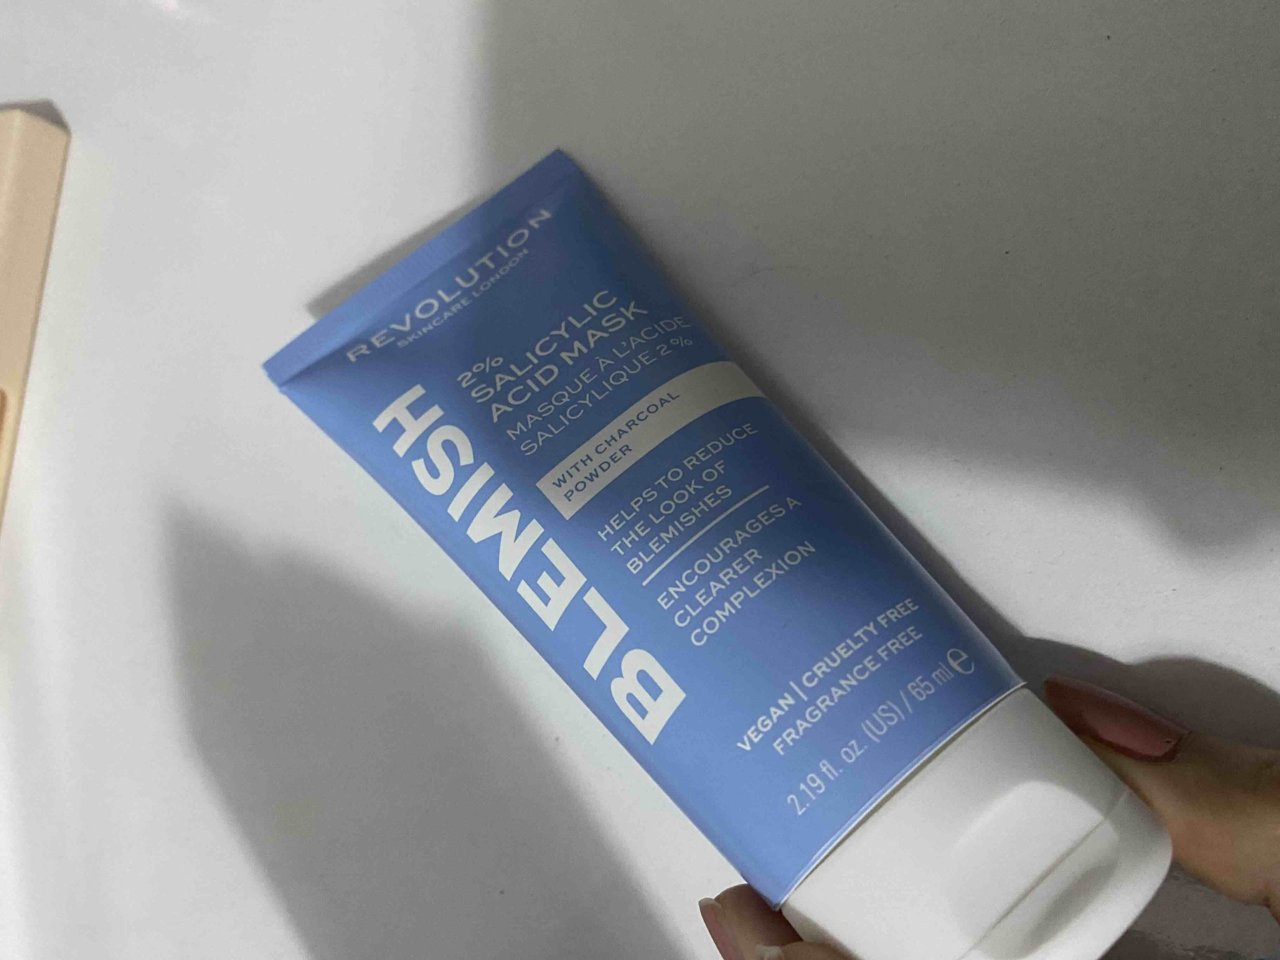 REVOLUTION
SKINCARE LONDON
2%
SALICYLIC
ACID MASK
MASQUE À L'ACIDE
SALICYLIQUE 2%
WITH CHARCOAL
POWDER
HELPS TO REDUCE
THE LOOK OF
BLEMISHES
ENCOURAGES A
CLEARER
COMPLEXION
BLEMISH
VEGAN | CRUELTY FREE
FRAGRANCE FREE
2.19 fl. oz. (US) / 65 ml ℮